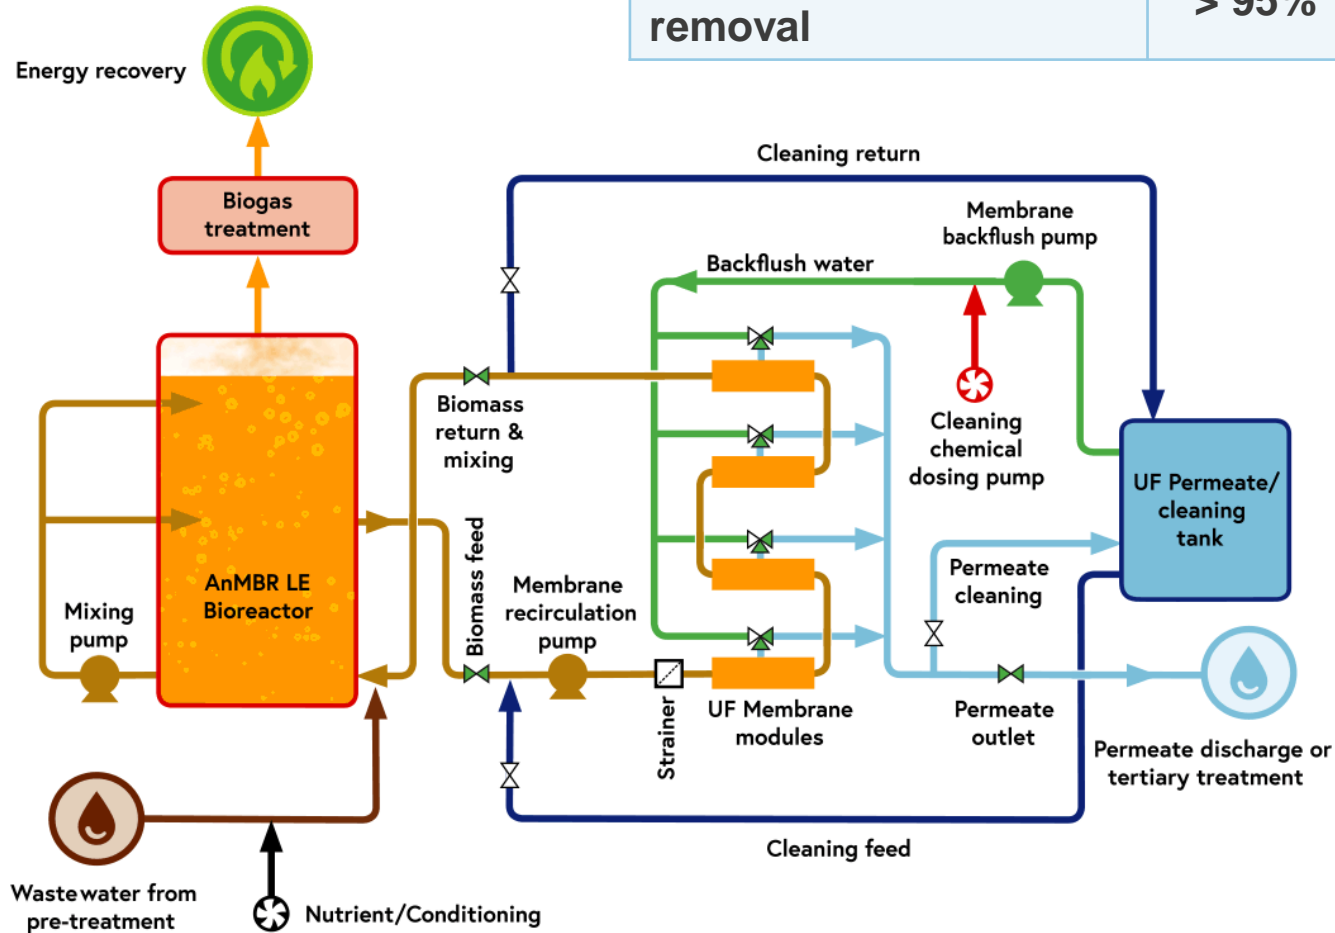 removal
> 95%
Energy recovery
Biogas
treatment
Cleaning return
Membrane
backflush pump
Backflush water
Biomass
return &
mixing
Cleaning
chemical
dosing pump
UF Permeate/
cleaning
tank
AnMBR LE
Bioreactor
Mixing
pump
Biomass feed
Membrane
recirculation
pump
Permeate
cleaning
Strainer
UF Membrane
modules
Permeate
outlet
Permeate discharge or
tertiary treatment
Cleaning feed
Wastewater from
pre-treatment
Nutrient/Conditioning